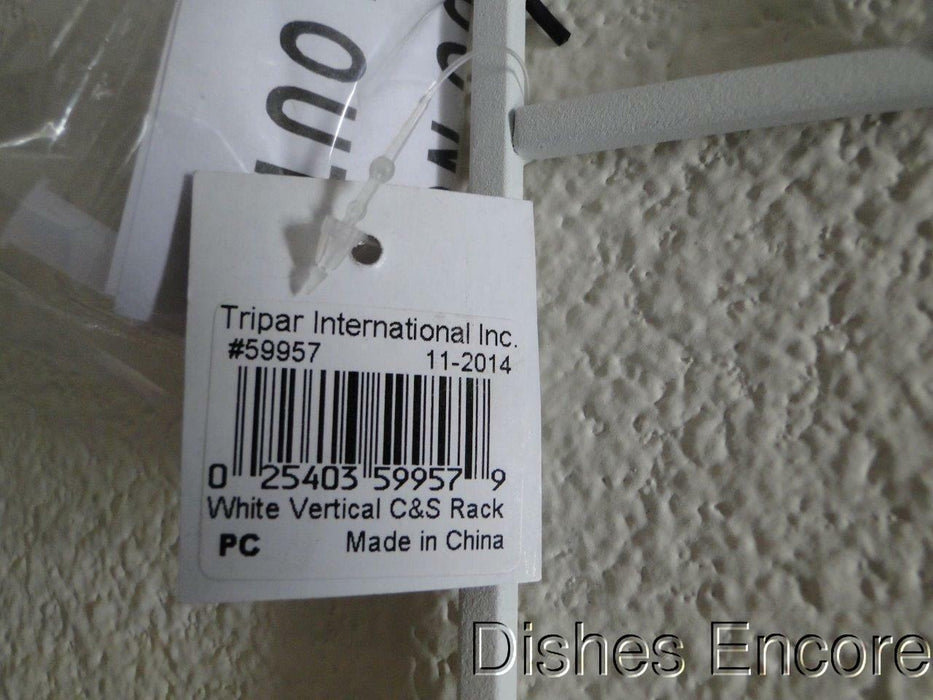 OU
Tripar International Inc.
#59957 11-2014
0 25403 59957 9
White Vertical C&S Rack
PC Made in China
Dishes Encore